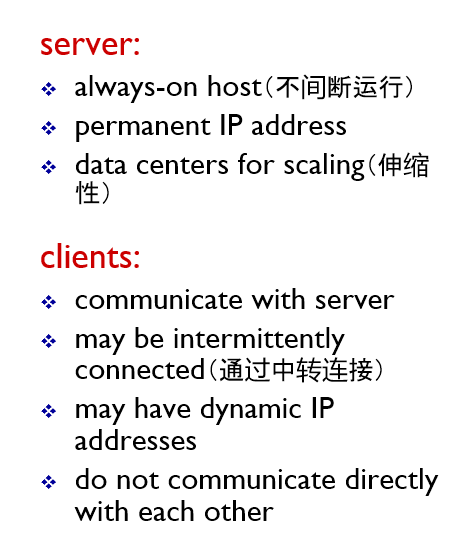 server:
❖ always-on host（不间断运行）
❖ permanent IP address
❖ data centers for scaling（伸缩
性）
clients:
❖ communicate with server
❖ may be intermittently
connected（通过中转连接）
❖ may have dynamic IP
addresses
❖ do not communicate directly
with each other